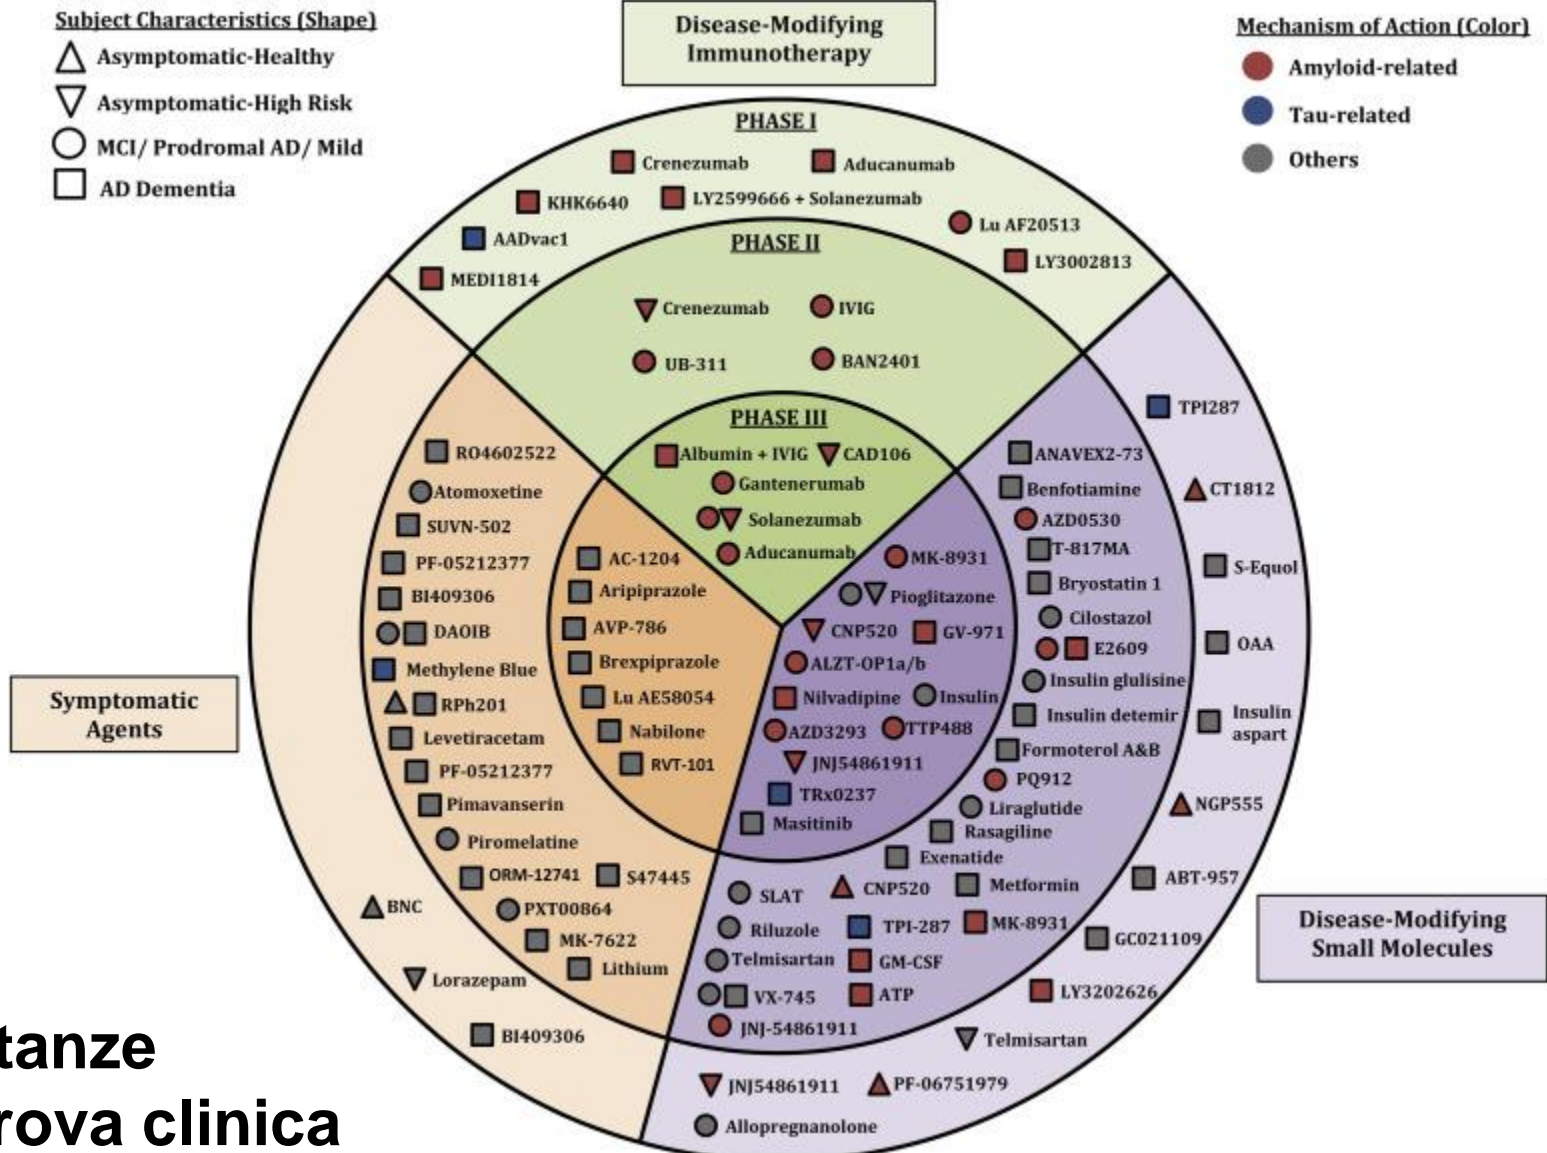 Subject Characteristics (Shape)
Asymptomatic-Healthy
Asymptomatic-High Risk
MCI/ Prodromal AD/ Mild
AD Dementia
Disease-Modifying
Immunotherapy
Mechanism of Action (Color)
Amyloid-related
Tau-related
Others
PHASE I
Crenezumab
Aducanumab
KHK6640
LY2599666 + Solanezumab
AADvac1
Lu AF20513
MEDI1814
LY3002813
PHASE II
Crenezumab
IVIG
UB-311
BAN2401
PHASE III
Albumin + IVIG
CAD106
Gantenerumab
Solanezumab
Aducanumab
Symptomatic
Agents
RO4602522
Atomoxetine
SUVN-502
PF-05212377
BI409306
DAOIB
Methylene Blue
RPh201
Levetiracetam
PF-05212377
Pimavanserin
Piromelatine
ORM-12741
S47445
PXT00864
MK-7622
Lithium
AC-1204
Aripiprazole
AVP-786
Brexpiprazole
Lu AE58054
Nabilone
RVT-101
BNC
Lorazepam
BI409306
MK-8931
Pioglitazone
CNP520
GV-971
ALZT-OP1a/b
Nilvadipine
Insulin
AZD3293
TTP488
JNJ54861911
TRx0237
Masitinib
ANAVEX2-73
Benfotiamine
AZD0530
T-817MA
Bryostatin 1
Cilostazol
E2609
Insulin glulisine
Insulin detemir
Formoterol A&B
PQ912
Liraglutide
Rasagiline
Exenatide
SLAT
CNP520
Metformin
Riluzole
TPI-287
MK-8931
Telmisartan
GM-CSF
VX-745
ATP
JNJ-54861911
TPI287
CT1812
S-Equol
OAA
Insulin
aspart
NGP555
ABT-957
GC021109
LY3202626
Telmisartan
JNJ54861911
PF-06751979
Allopregnanolone
Disease-Modifying
Small Molecules
tanze
rova clinica